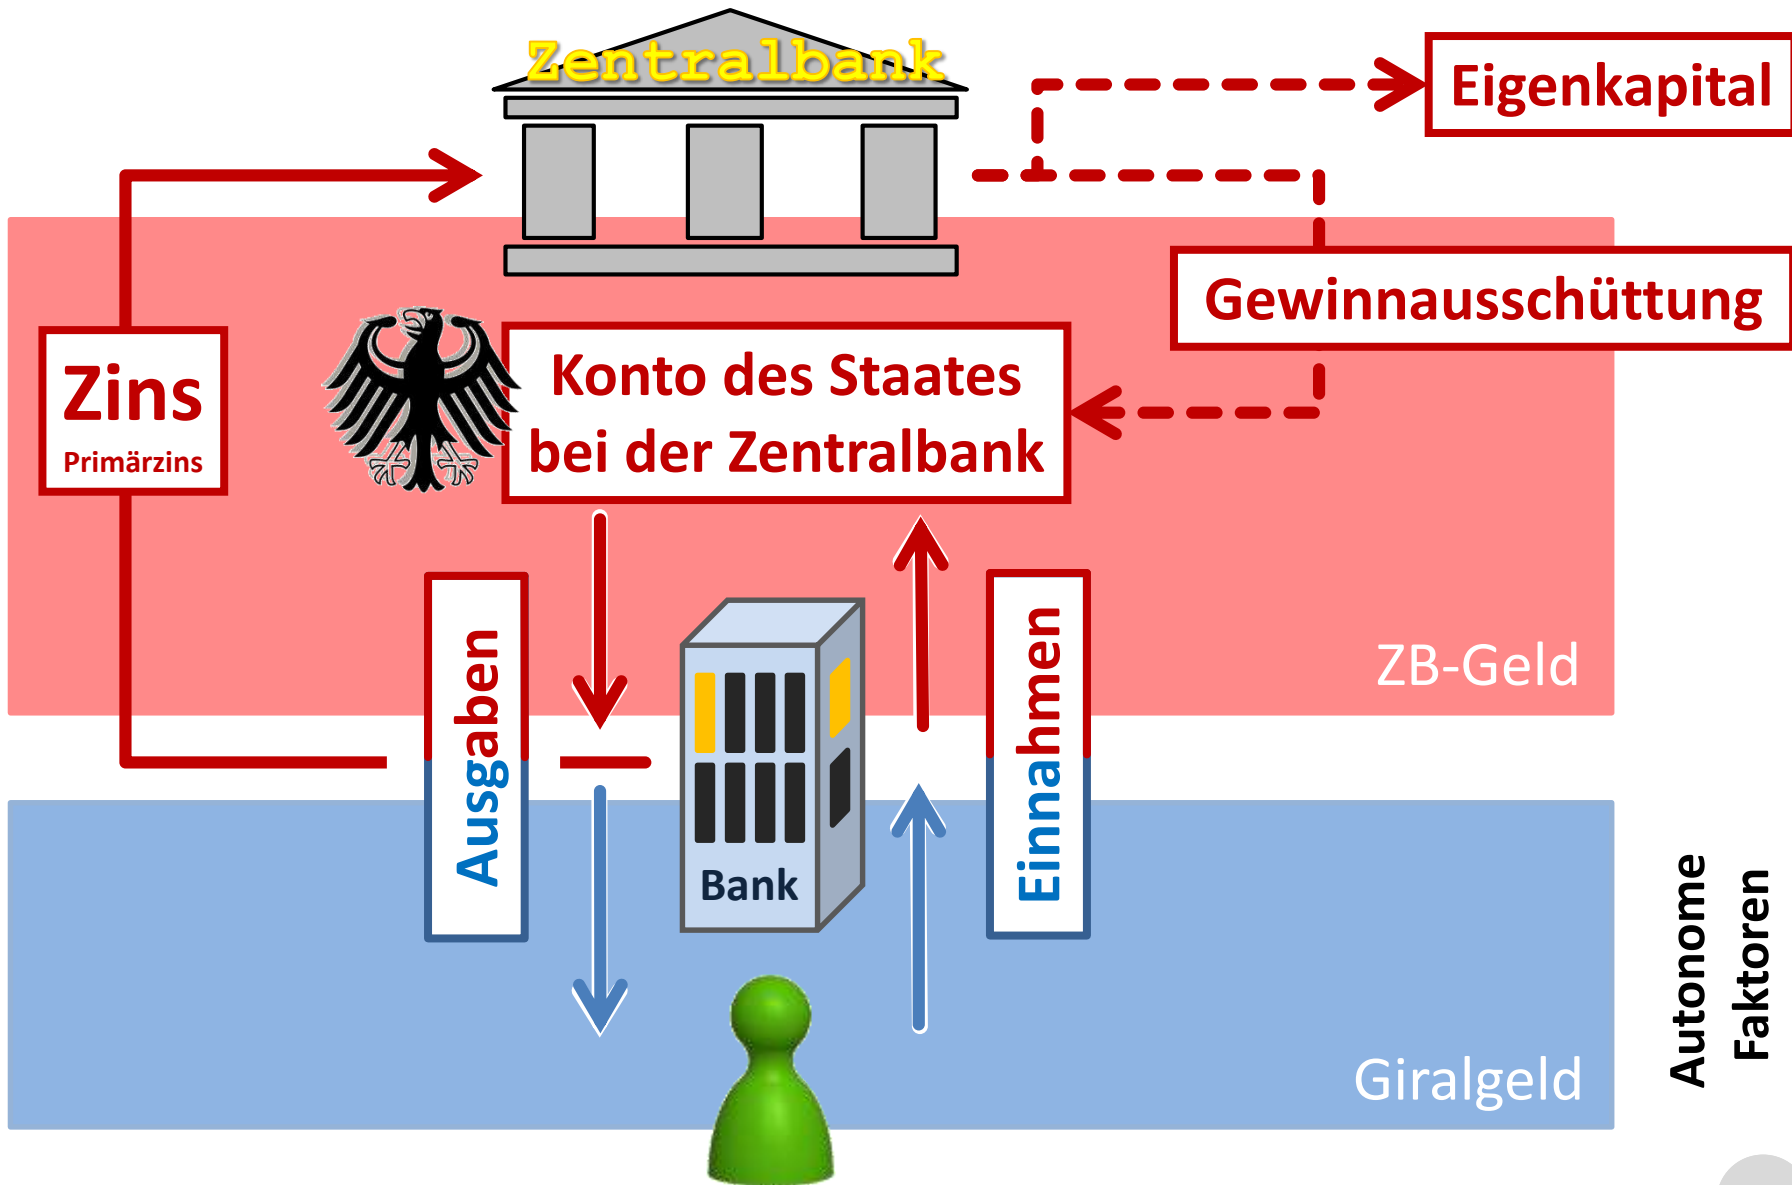 Zentralbank
Eigenkapital
Gewinnausschüttung
Zins
Primärzins
Konto des Staates
bei der Zentralbank
Ausgaben
Einnahmen
ZB-Geld
Bank
Giralgeld
Autonome
Faktoren